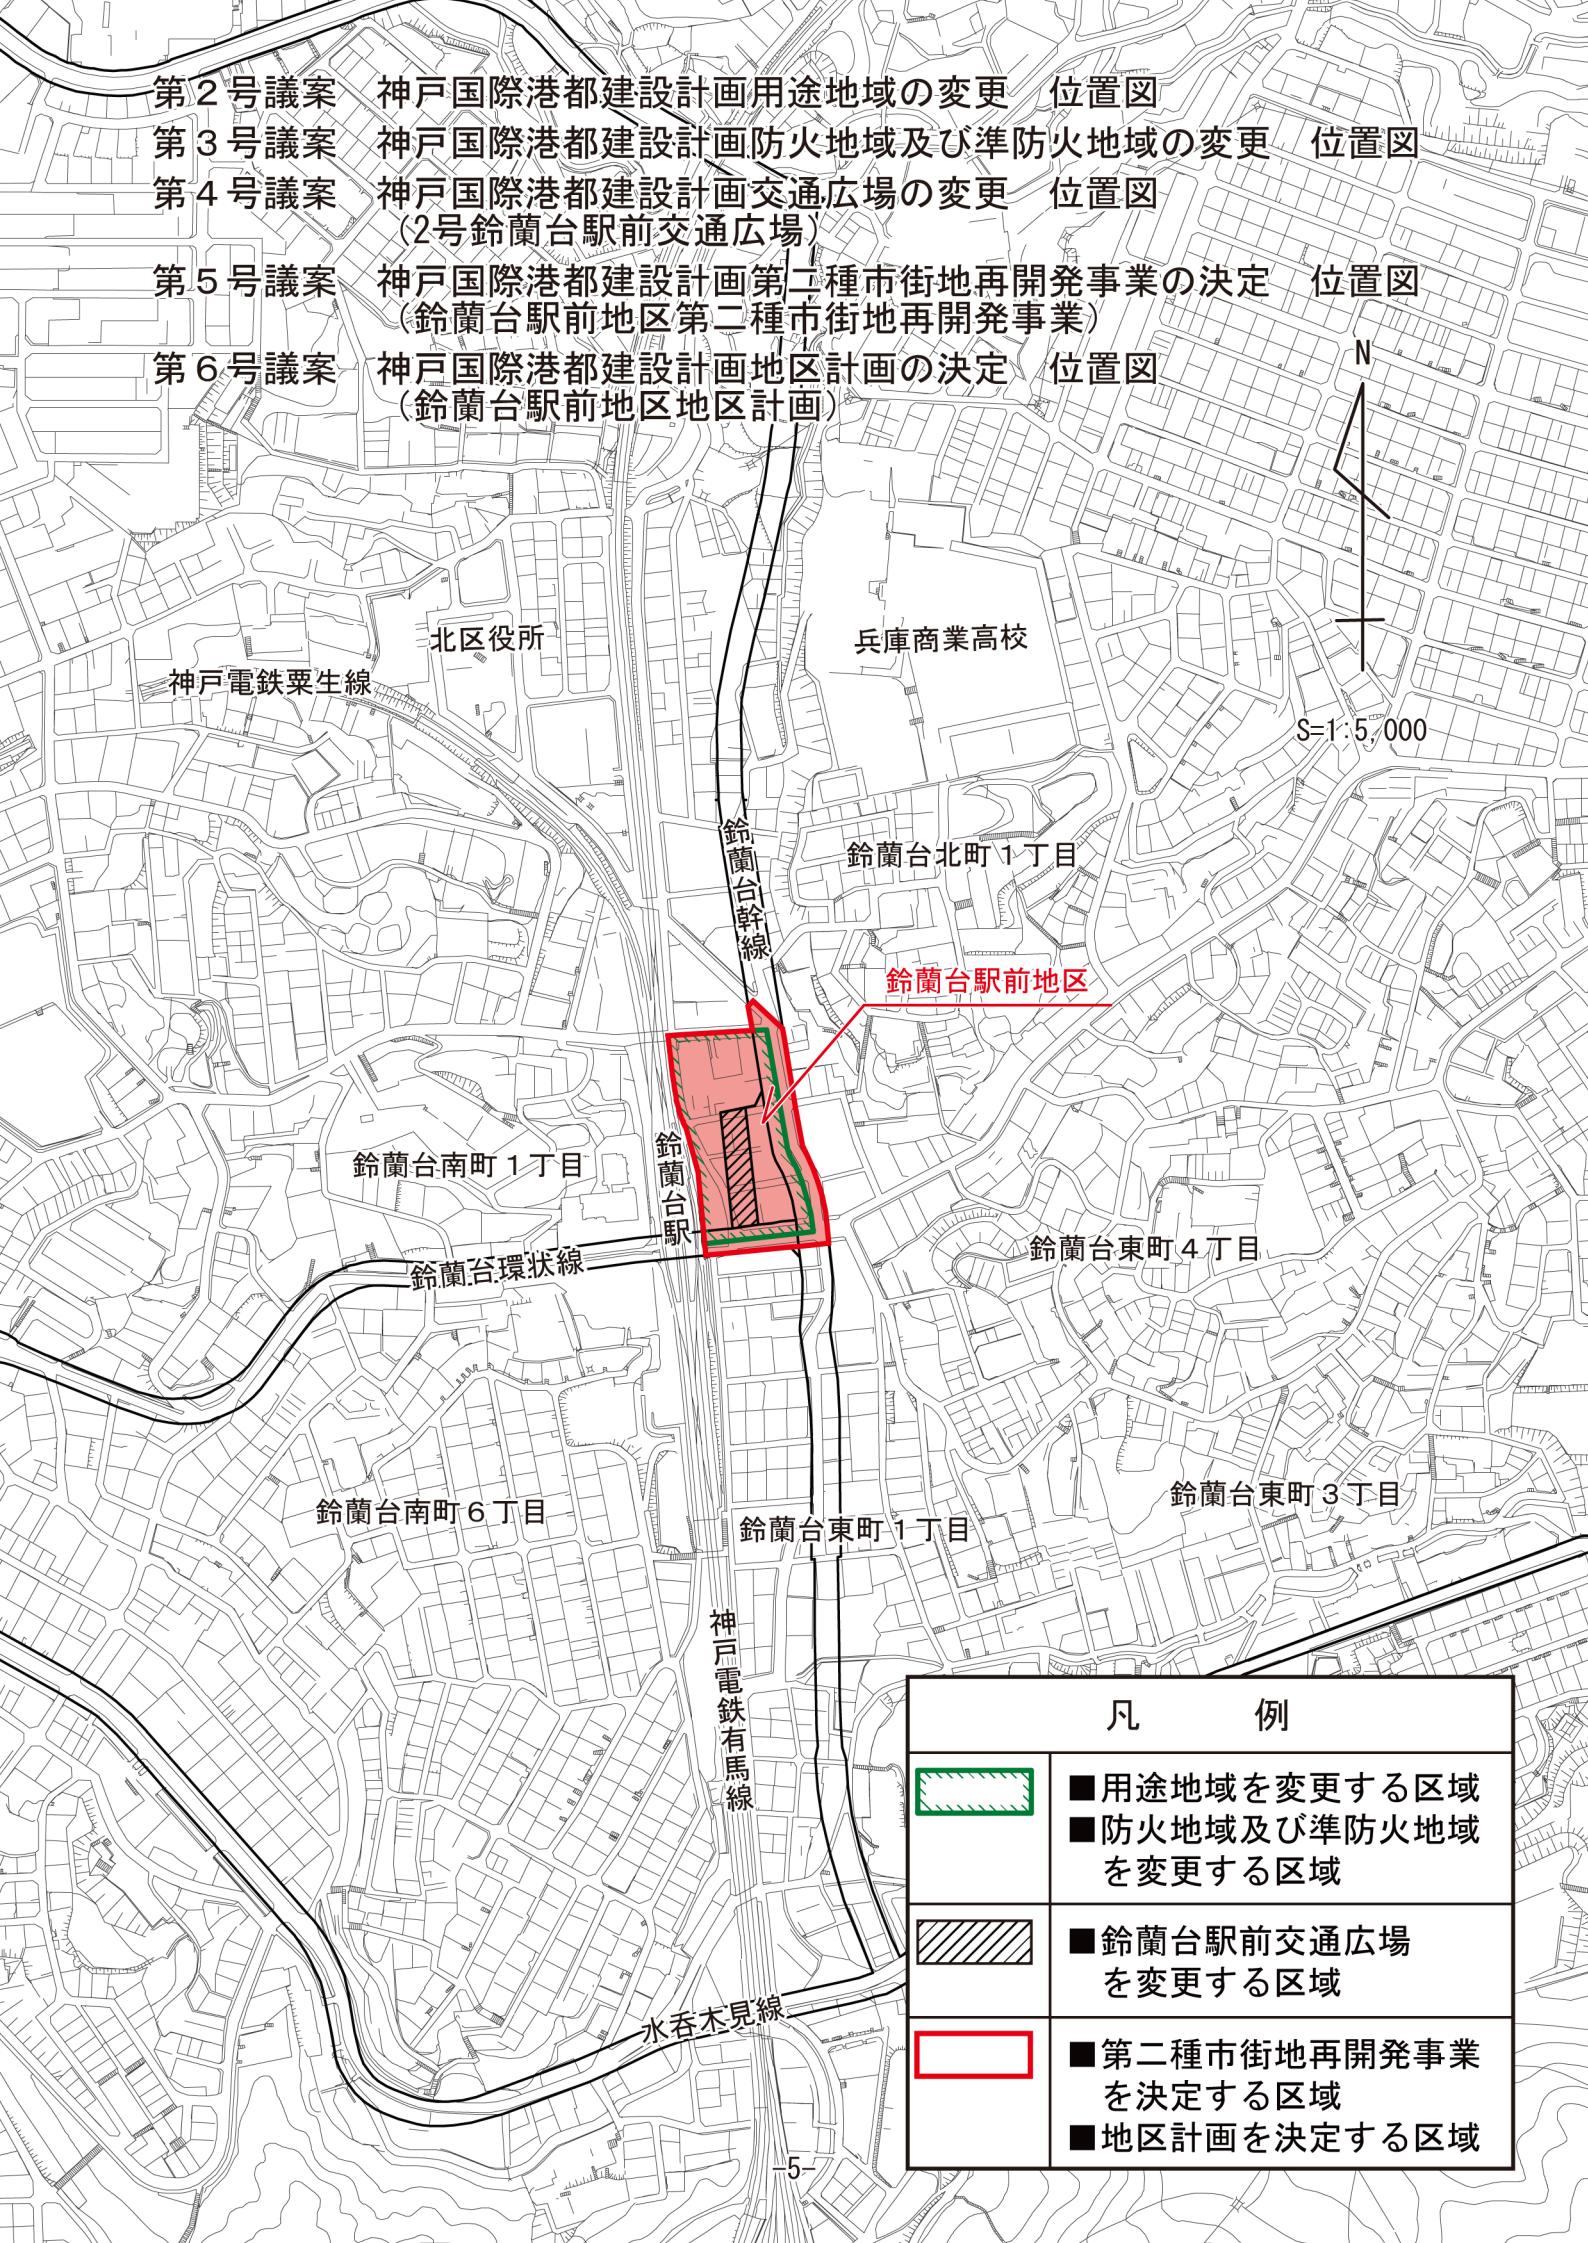 第２号議案　神戸国際港都建設計画用途地域の変更　位置図
第３号議案　神戸国際港都建設計画防火地域及び準防火地域の変更　位置図
第４号議案　神戸国際港都建設計画交通広場の変更　位置図
（2号鈴蘭台駅前交通広場）
第５号議案　神戸国際港都建設計画第二種市街地再開発事業の決定　位置図
（鈴蘭台駅前地区第二種市街地再開発事業）
第６号議案　神戸国際港都建設計画地区計画の決定　位置図
（鈴蘭台駅前地区地区計画）
N
S=1:5,000
北区役所
兵庫商業高校
神戸電鉄粟生線
鈴蘭台幹線
鈴蘭台北町１丁目
鈴蘭台駅前地区
鈴蘭台南町１丁目
鈴蘭台駅
鈴蘭台環状線
鈴蘭台東町４丁目
鈴蘭台東町３丁目
鈴蘭台南町６丁目
鈴蘭台東町１丁目
神戸電鉄有馬線
水呑木見線
凡　例
■用途地域を変更する区域
■防火地域及び準防火地域
を変更する区域
■鈴蘭台駅前交通広場
を変更する区域
■第二種市街地再開発事業
を決定する区域
■地区計画を決定する区域
-5-